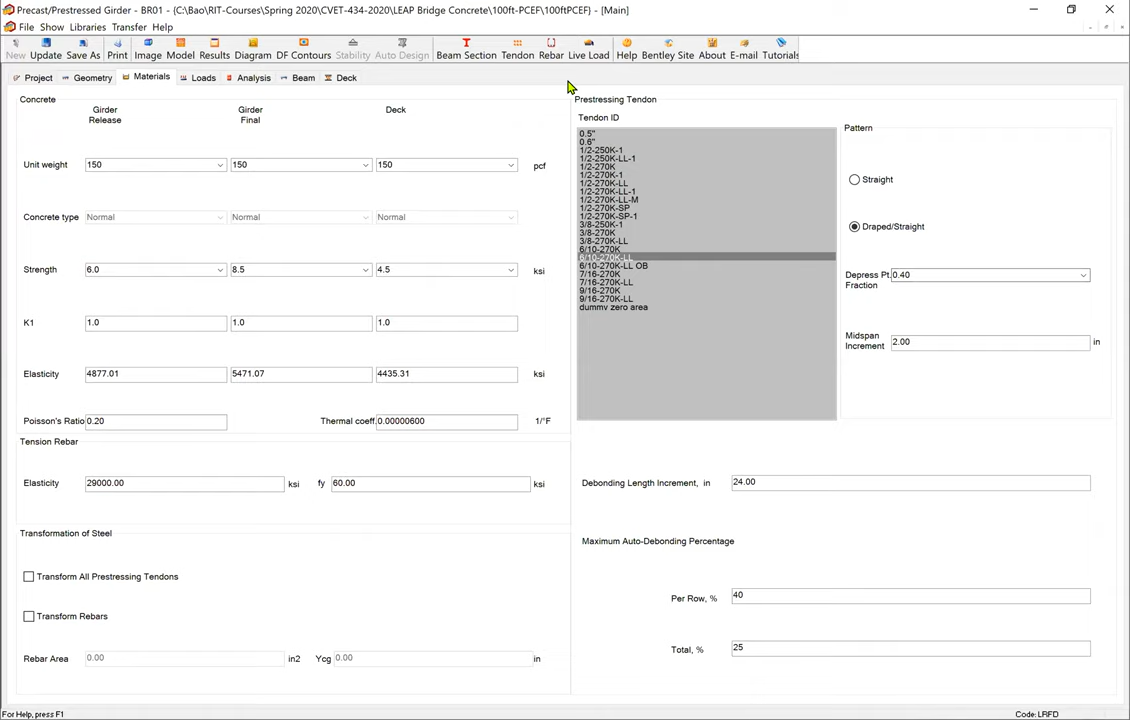 Precast/Prestressed Girder - BR01 - {C:\Bao\RIT-Courses\Spring 2020\CVET-434-2020\LEAP Bridge Concrete\100ft-PCEF\100ftPCEF} - [Main]
File Show Libraries Transfer Help
New Update Save As Print Image Model Results Diagram DF Contours Stability Auto Design Beam Section Tendon Rebar Live Load Help Bentley Site About E-mail Tutorials
Project Geometry Materials Loads Analysis Beam Deck
Concrete
Girder Release
Girder Final
Deck
Unit weight 150 150 150 pcf
Concrete type Normal Normal Normal
Strength 6.0 8.5 4.5 ksi
K1 1.0 1.0 1.0
Elasticity 4877.01 5471.07 4435.31 ksi
Poisson's Ratio 0.20 Thermal coeff. 0.00000600 1/°F
Tension Rebar
Elasticity 29000.00 ksi fy 60.00 ksi
Transformation of Steel
Transform All Prestressing Tendons
Transform Rebars
Rebar Area 0.00 in2 Ycg 0.00 in
Prestressing Tendon
Tendon ID
0.5"
0.6"
1/2-250K-1
1/2-250K-LL-1
1/2-270K
1/2-270K-1
1/2-270K-LL
1/2-270K-LL-1
1/2-270K-LL-M
1/2-270K-SP
1/2-270K-SP-1
3/8-250K-1
3/8-270K
3/8-270K-LL
6/10-270K
6/10-270K-LL
6/10-270K-LL OB
7/16-270K
7/16-270K-LL
9/16-270K
9/16-270K-LL
dummy zero area
Pattern
Straight
Draped/Straight
Depress Pt. Fraction 0.40
Midspan Increment 2.00 in
Debonding Length Increment, in 24.00
Maximum Auto-Debonding Percentage
Per Row, % 40
Total, % 25
For Help, press F1
Code: LRFD